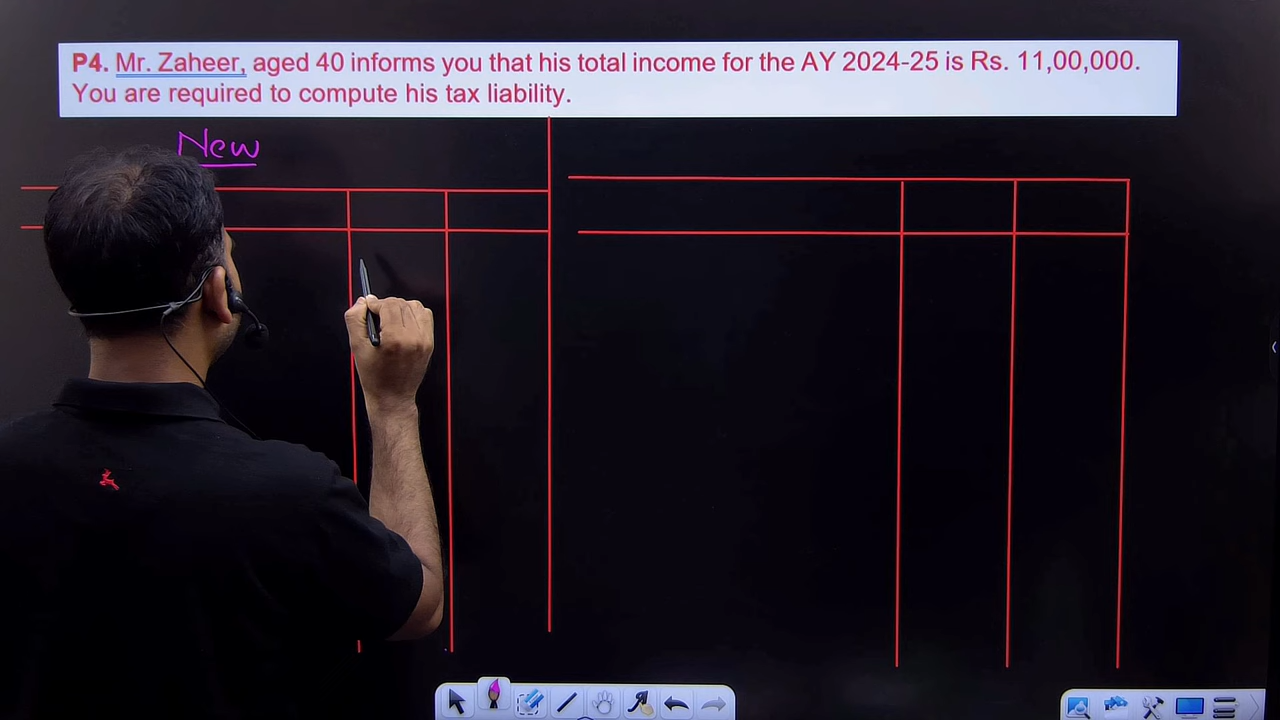 P4. Mr. Zaheer, aged 40 informs you that his total income for the AY 2024-25 is Rs. 11,00,000.
You are required to compute his tax liability.
New